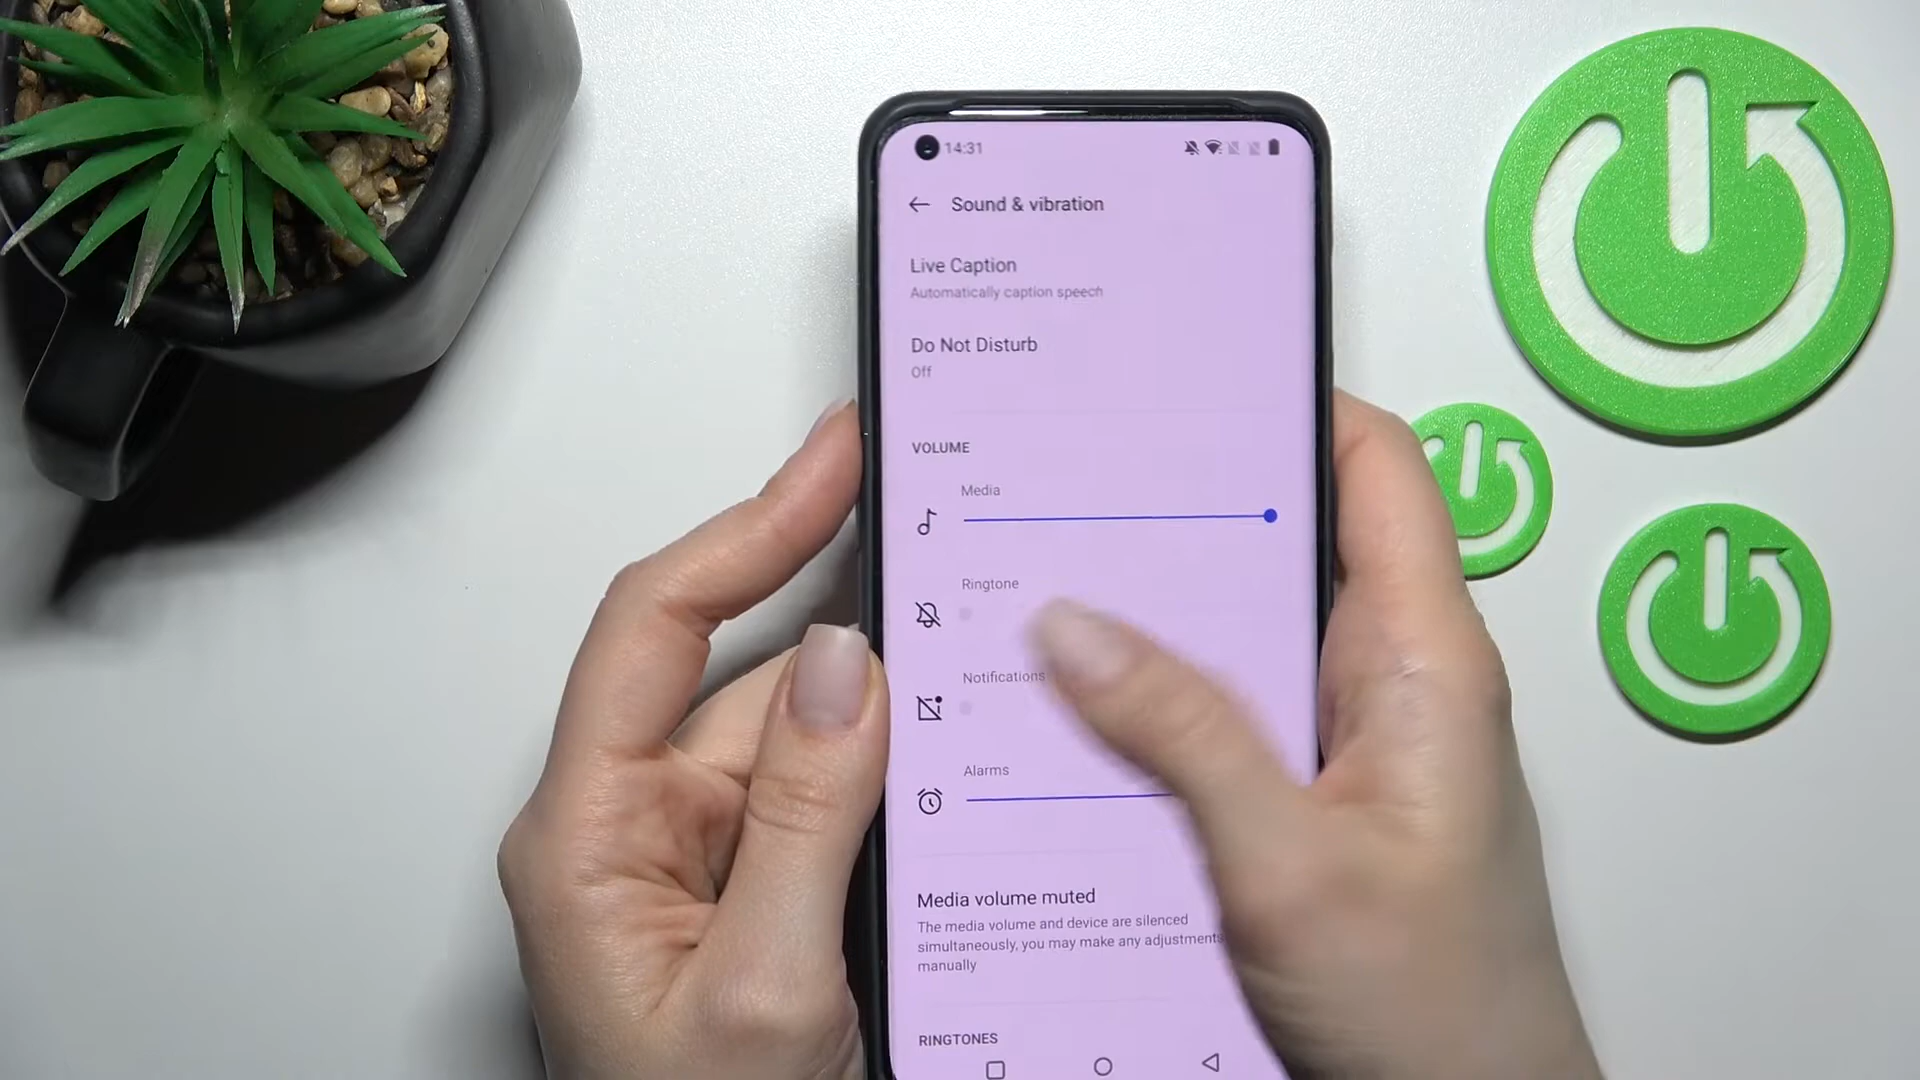 14:31
Sound & vibration
Live Caption
Automatically caption speech
Do Not Disturb
Off
VOLUME
Media
Ringtone
Notifications
Alarms
Media volume muted
The media volume and device are silenced
simultaneously, you may make any adjustments
manually
RINGTONES